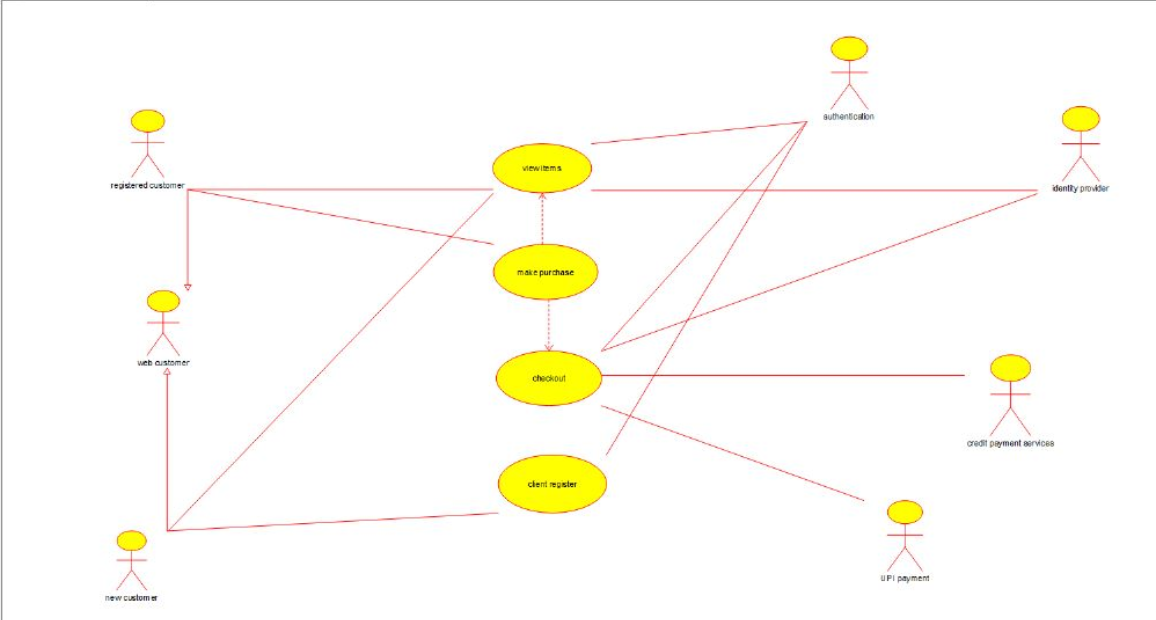 authentication
view items
registered customer
identity provider
make purchase
web customer
checkout
credit payment services
client register
UPI payment
new customer